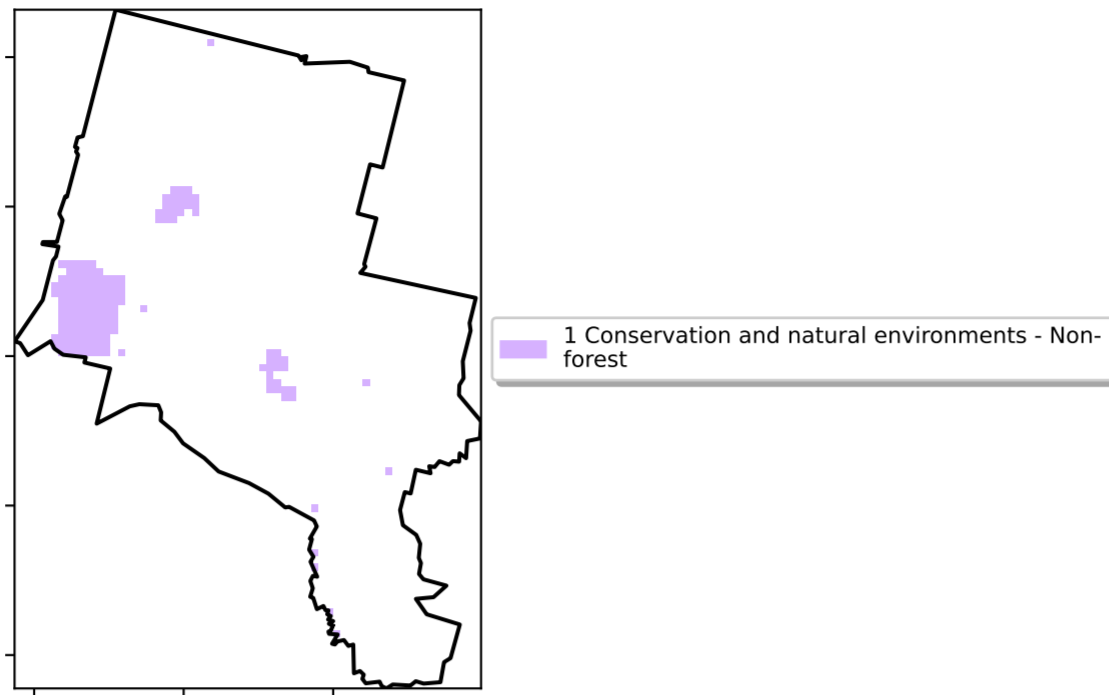 1 Conservation and natural environments - Non-
forest